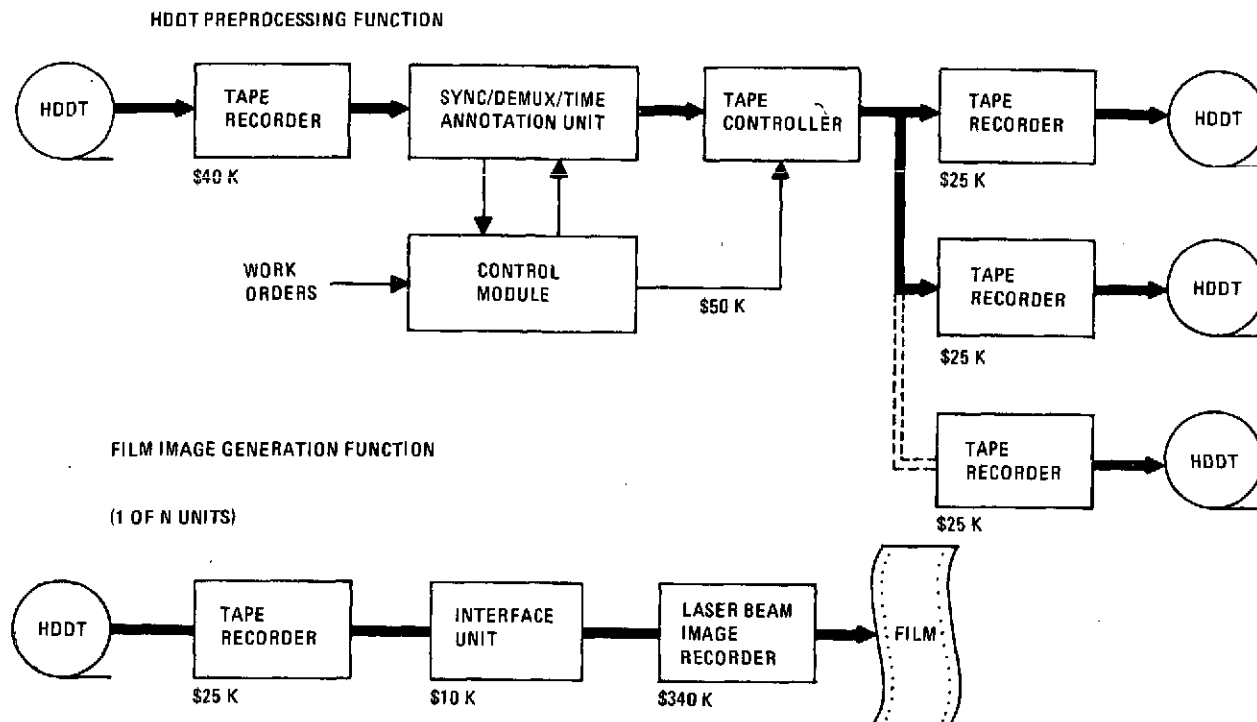 HDDT PREPROCESSING FUNCTION
HDDT
TAPE
RECORDER
$40 K
SYNC/DEMUX/TIME
ANNOTATION UNIT
TAPE
CONTROLLER
TAPE
RECORDER
$25 K
HDDT
WORK
ORDERS
CONTROL
MODULE
$50 K
TAPE
RECORDER
$25 K
HDDT
TAPE
RECORDER
$25 K
HDDT
FILM IMAGE GENERATION FUNCTION
(1 OF N UNITS)
HDDT
TAPE
RECORDER
$25 K
INTERFACE
UNIT
$10 K
LASER BEAM
IMAGE
RECORDER
$340 K
FILM